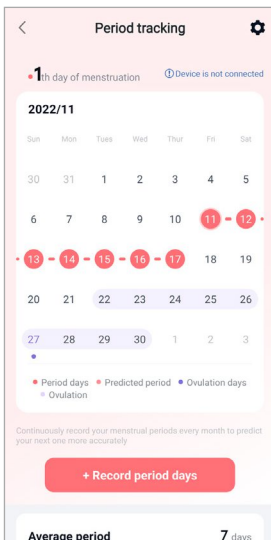 Period tracking
1th day of menstruation
Device is not connected
2022/11
Sun Mon Tues Wed Thur Fri Sat
30 31 1 2 3 4 5
6 7 8 9 10 11 12
13 14 15 16 17 18 19
20 21 22 23 24 25 26
27 28 29 30 1 2 3
Period days Predicted period Ovulation days
Ovulation
Continuously record your menstrual periods every month to predict
your next one more accurately
+ Record period days
Average period 7 days